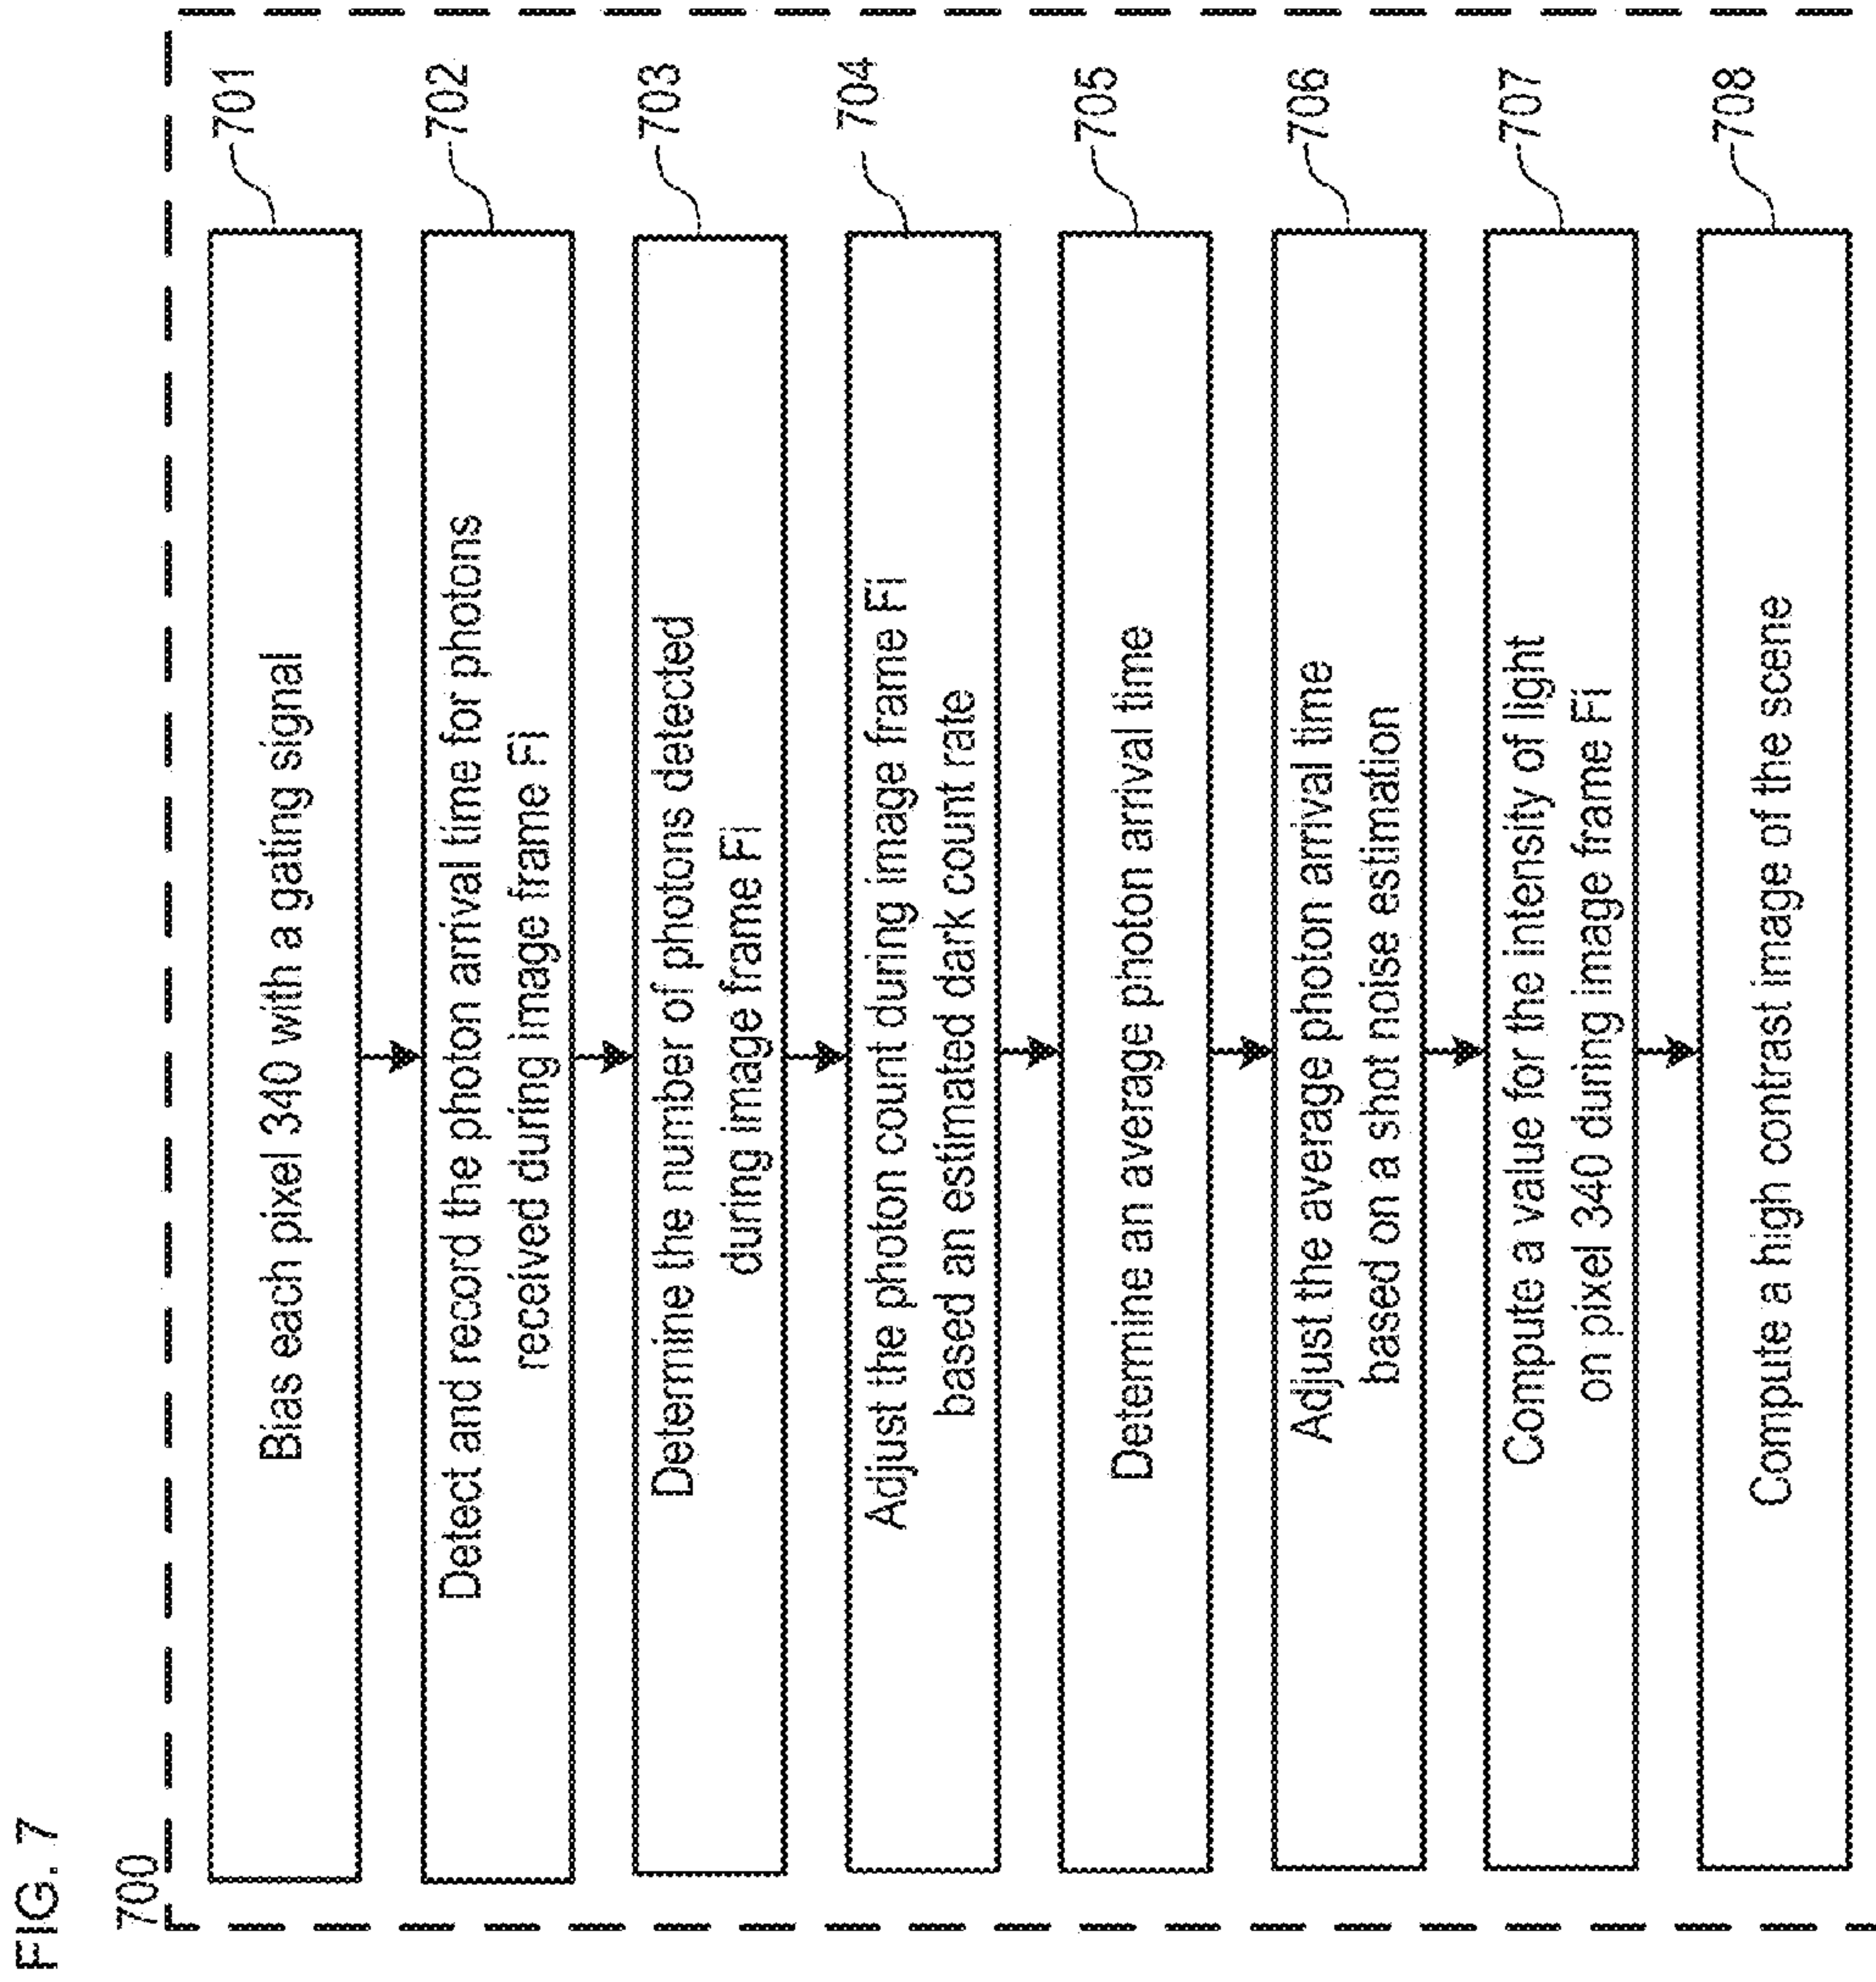 FIG. 7
700
701
Bias each pixel 340 with a gating signal
702
Detect and record the photon arrival time for photons
received during image frame Fi
703
Determine the number of photons detected
during image frame Fi
704
Adjust the photon count during image frame Fi
based an estimated dark count rate
705
Determine an average photon arrival time
706
Adjust the average photon arrival time
based on a shot noise estimation
707
Compute a value for the intensity of light
on pixel 340 during image frame Fi
708
Compute a high contrast image of the scene